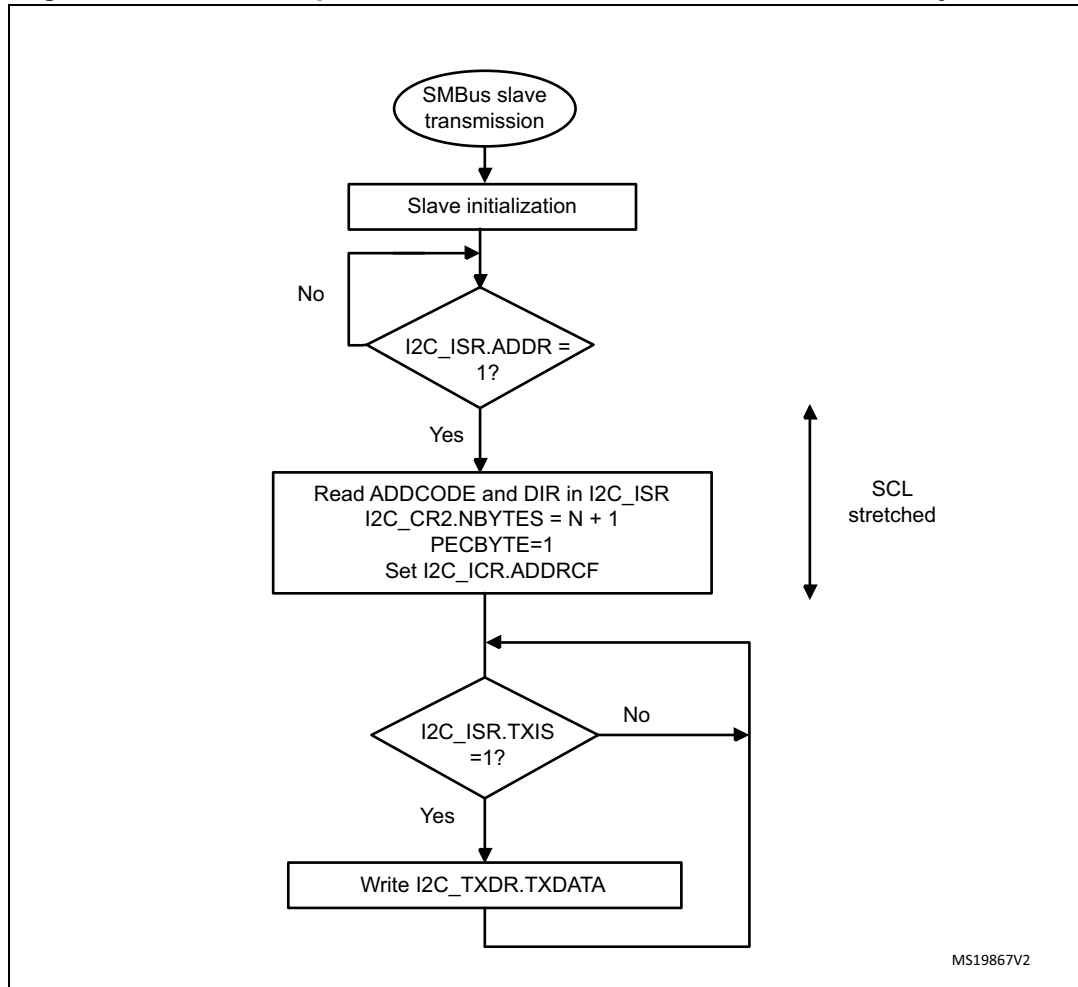 SMBus slave
transmission
Slave initialization
No
I2C_ISR.ADDR =
1?
Yes
Read ADDCODE and DIR in I2C_ISR
I2C_CR2.NBYTES = N + 1
PECBYTE=1
Set I2C_ICR.ADDRCF
SCL
stretched
I2C_ISR.TXIS
=1?
No
Yes
Write I2C_TXDR.TXDATA
MS19867V2